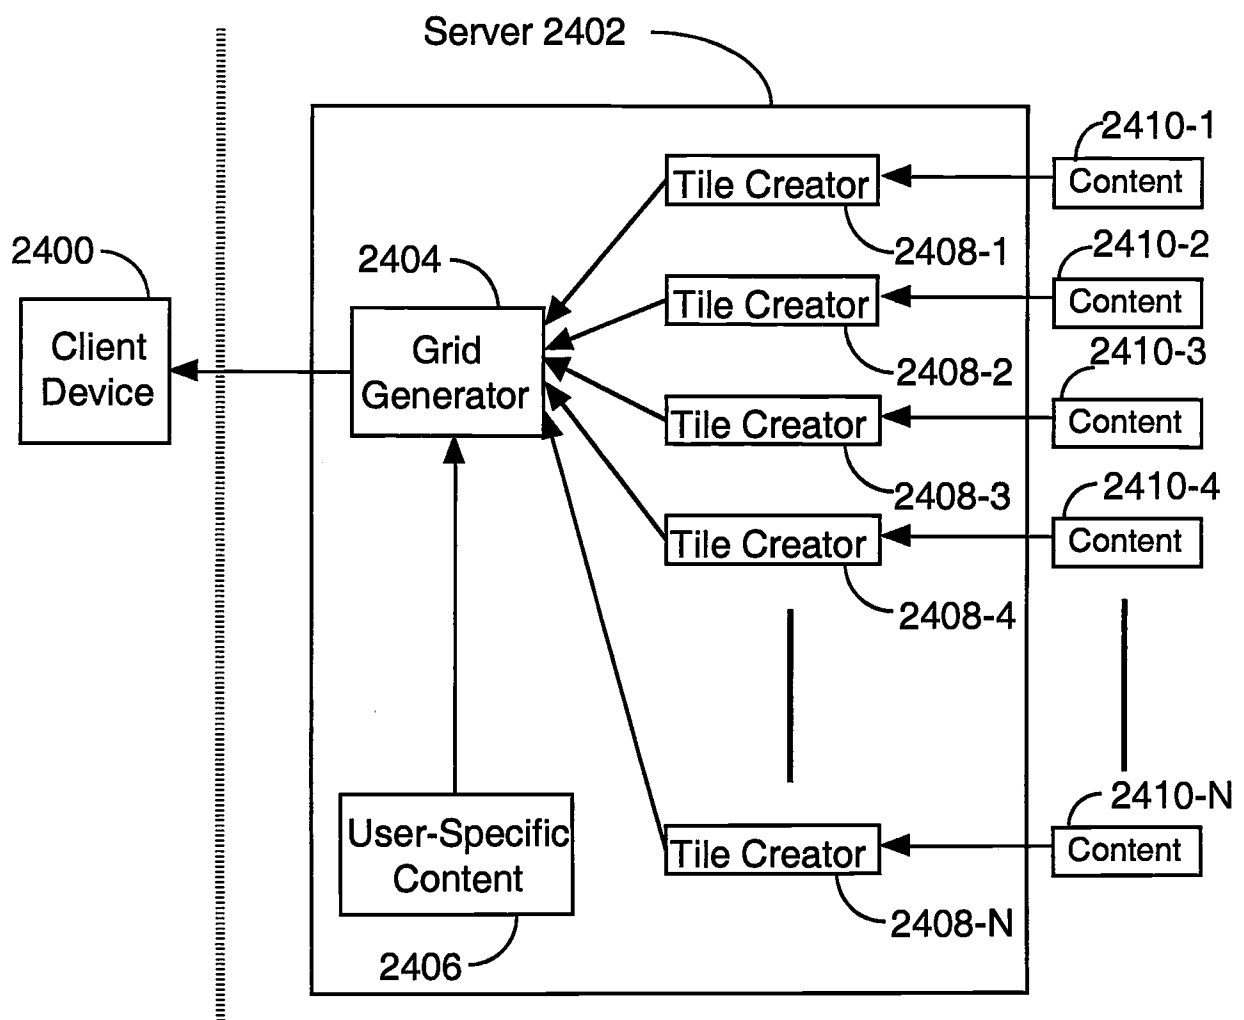 Server 2402
2410-1
Tile Creator
Content
2408-1
2410-2
2400
2404
Tile Creator
Content
Client
Device
Grid
Generator
2408-2
2410-3
Tile Creator
Content
2408-3
2410-4
Tile Creator
Content
2408-4
2410-N
User-Specific
Content
Tile Creator
Content
2408-N
2406